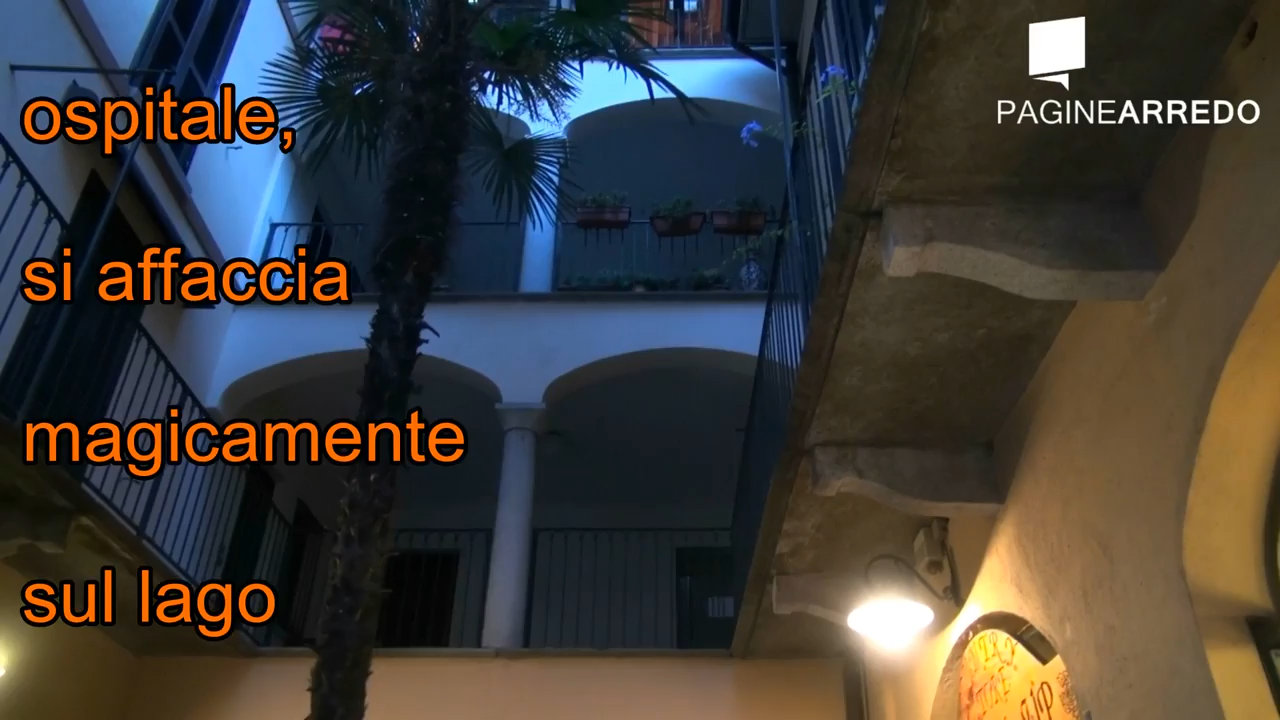 ospitale,
si affaccia
magicamente
sul lago
PAGINEARREDO